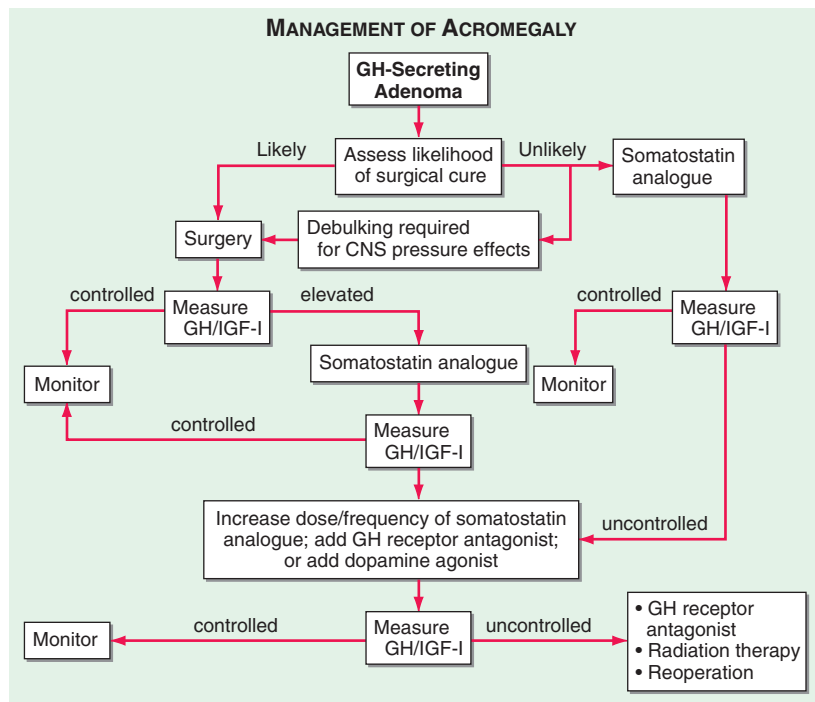 MANAGEMENT OF ACROMEGALY
GH-Secreting
Adenoma
Likely
Assess likelihood
of surgical cure
Unlikely
Somatostatin
analogue
Surgery
Debulking required
for CNS pressure effects
controlled
Measure
GH/IGF-I
elevated
controlled
Measure
GH/IGF-I
Monitor
Somatostatin analogue
Monitor
controlled
Measure
GH/IGF-I
Increase dose/frequency of somatostatin
analogue; add GH receptor antagonist;
or add dopamine agonist
uncontrolled
Monitor
controlled
Measure
GH/IGF-I
uncontrolled
• GH receptor
antagonist
• Radiation therapy
• Reoperation